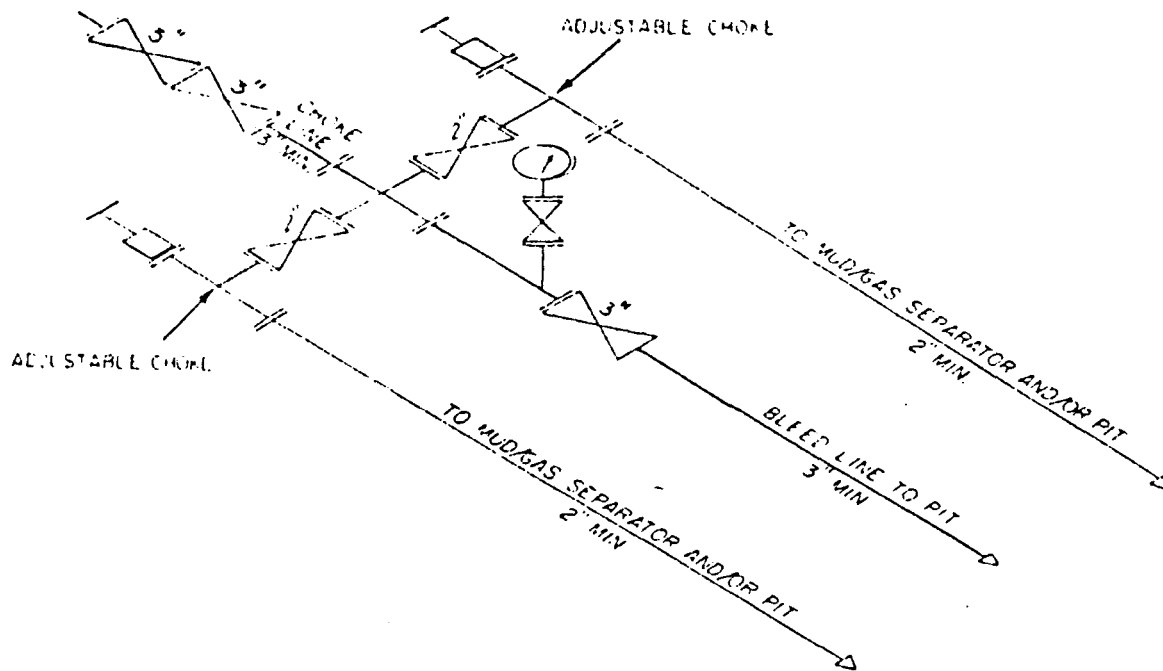 ADJUSTABLE CHOKE
3"
3"
CHOKE
LINE
3" MIN.
2"
2"
3"
ADJUSTABLE CHOKE
TO MUD/GAS SEPARATOR AND/OR PIT
2" MIN.
BLEED LINE TO PIT
3" MIN
TO MUD/GAS SEPARATOR AND/OR PIT
2" MIN